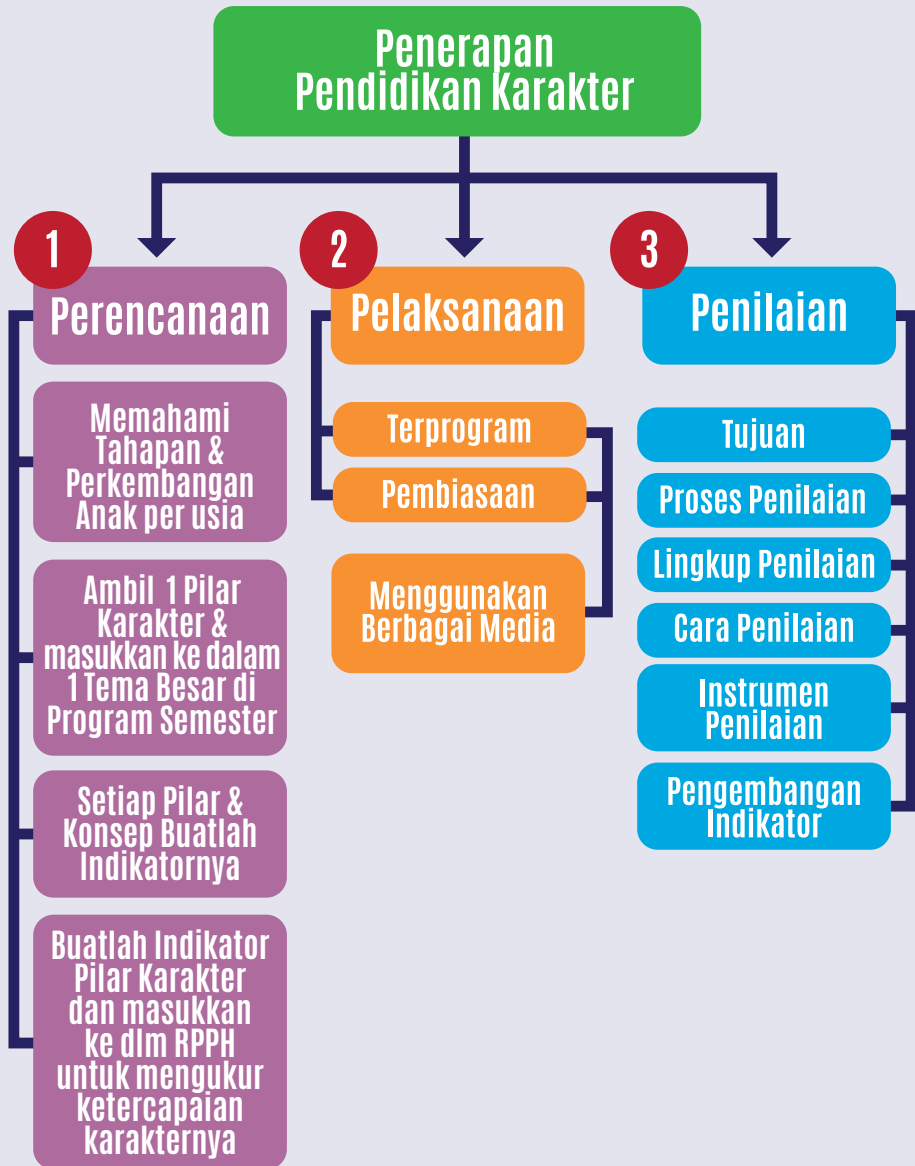 Penerapan
Pendidikan Karakter
1
Perencanaan
Memahami
Tahapan &
Perkembangan
Anak per usia
Ambil 1 Pilar
Karakter &
masukkan ke dalam
1 Tema Besar di
Program Semester
Setiap Pilar &
Konsep Buatlah
Indikatornya
Buatlah Indikator
Pilar Karakter
dan masukkan
ke dlm RPPH
untuk mengukur
ketercapaian
karakternya
2
Pelaksanaan
Terprogram
Pembiasaan
Menggunakan
Berbagai Media
3
Penilaian
Tujuan
Proses Penilaian
Lingkup Penilaian
Cara Penilaian
Instrumen
Penilaian
Pengembangan
Indikator